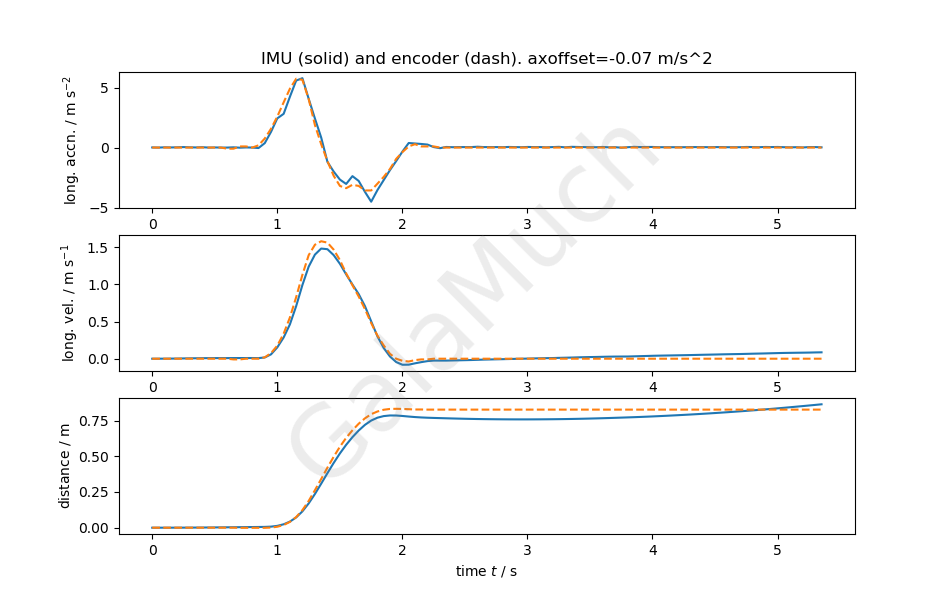 IMU (solid) and encoder (dash). axoffset=-0.07 m/s^2
long. accn. / m s⁻²
5
0
−5
0 1 2 3 4 5
long. vel. / m s⁻¹
1.5
1.0
0.5
0.0
0 1 2 3 4 5
distance / m
0.75
0.50
0.25
0.00
0 1 2 3 4 5
time t / s
GalaMuch